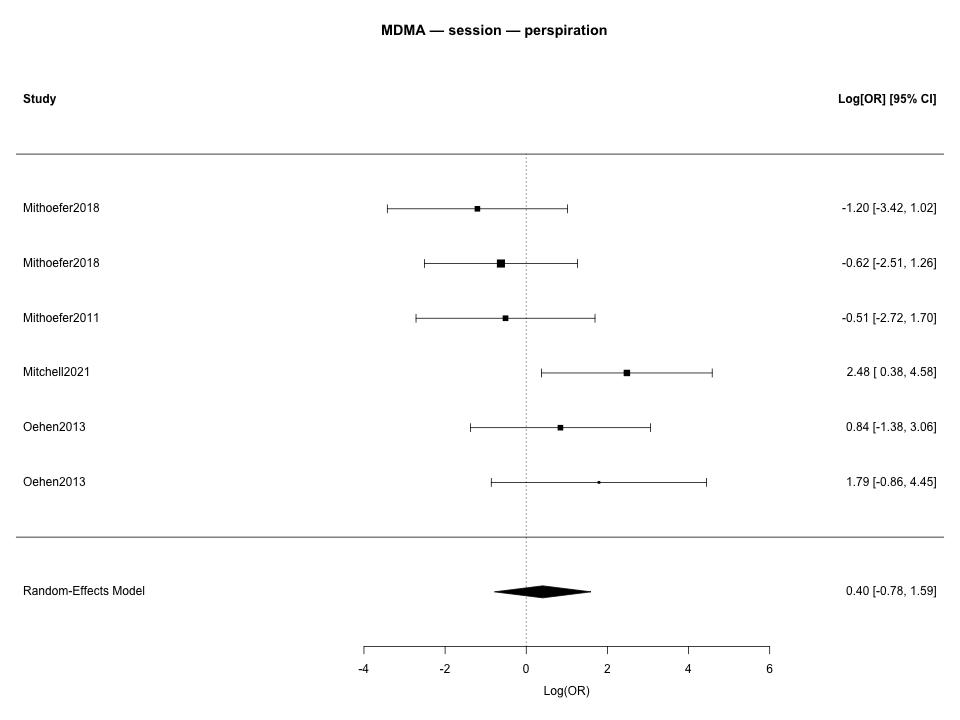 MDMA — session — perspiration
Study Log[OR] [95% CI]
Mithoefer2018 -1.20 [-3.42, 1.02]
Mithoefer2018 -0.62 [-2.51, 1.26]
Mithoefer2011 -0.51 [-2.72, 1.70]
Mitchell2021 2.48 [ 0.38, 4.58]
Oehen2013 0.84 [-1.38, 3.06]
Oehen2013 1.79 [-0.86, 4.45]
Random-Effects Model 0.40 [-0.78, 1.59]
-4 -2 0 2 4 6
Log(OR)